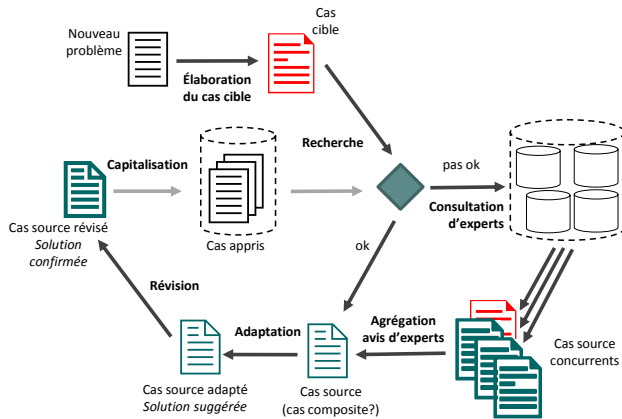 Nouveau
problème
Cas
cible
Élaboration
du cas cible
Capitalisation
Recherche
pas ok
Consultation
d'experts
Cas source révisé
Solution
confirmée
Cas appris
ok
Révision
Adaptation
Agrégation
avis d'experts
Cas source
concurrents
Cas source adapté
Solution suggérée
Cas source
(cas composite?)